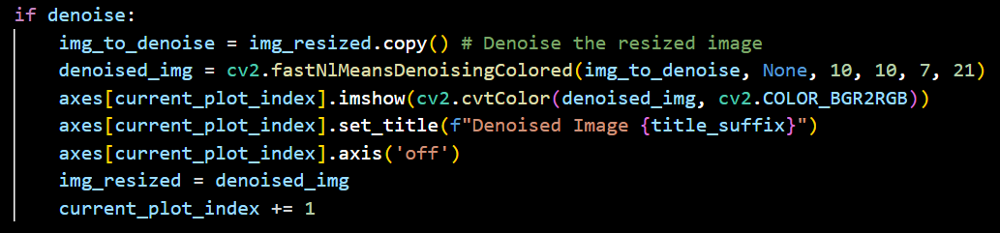 if denoise:
    img_to_denoise = img_resized.copy() # Denoise the resized image
    denoised_img = cv2.fastNlMeansDenoisingColored(img_to_denoise, None, 10, 10, 7, 21)
    axes[current_plot_index].imshow(cv2.cvtColor(denoised_img, cv2.COLOR_BGR2RGB))
    axes[current_plot_index].set_title(f"Denoised Image {title_suffix}")
    axes[current_plot_index].axis('off')
    img_resized = denoised_img
    current_plot_index += 1